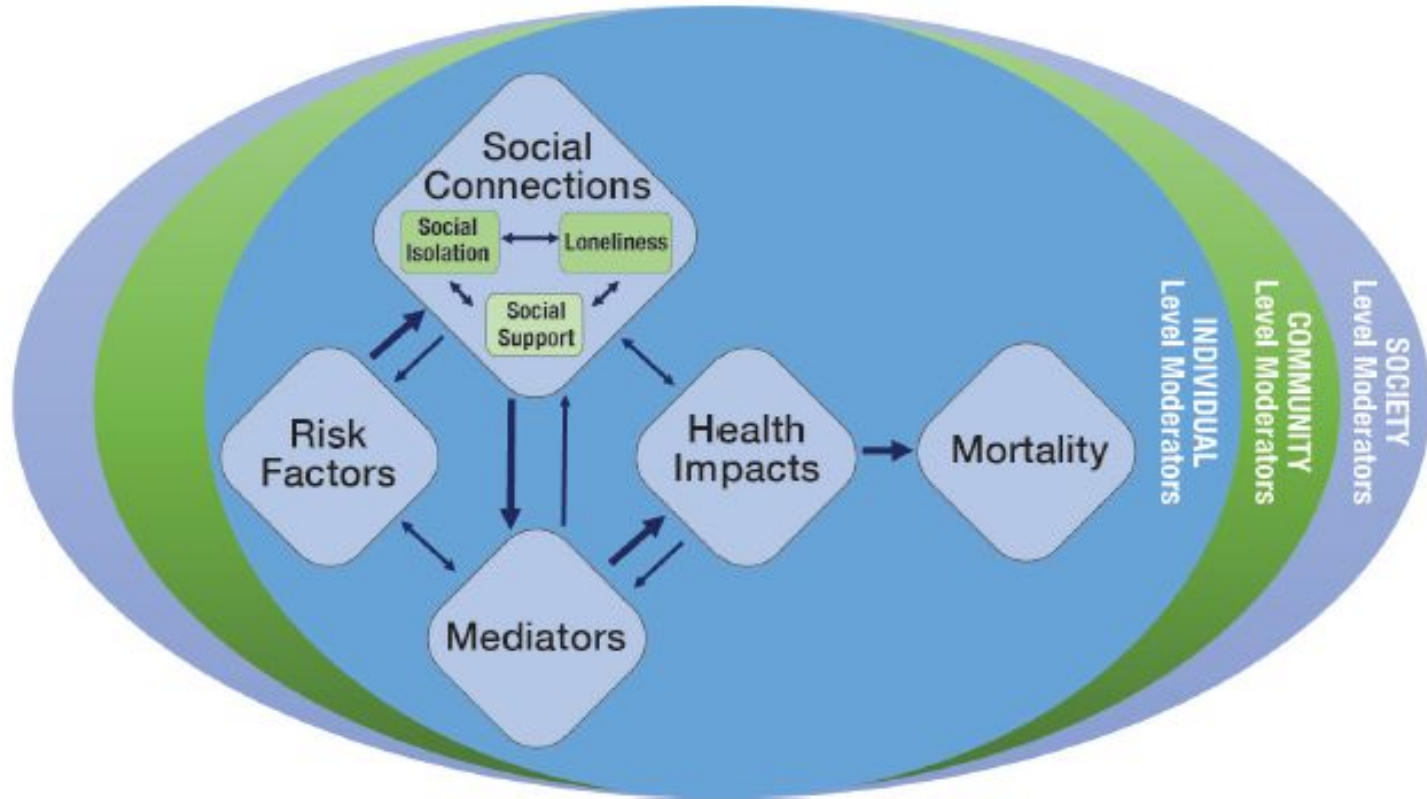 Social
Connections
Social
Isolation
Loneliness
Social
Support
Risk
Factors
Health
Impacts
Mortality
Mediators
INDIVIDUAL
Level Moderators
COMMUNITY
Level Moderators
SOCIETY
Level Moderators